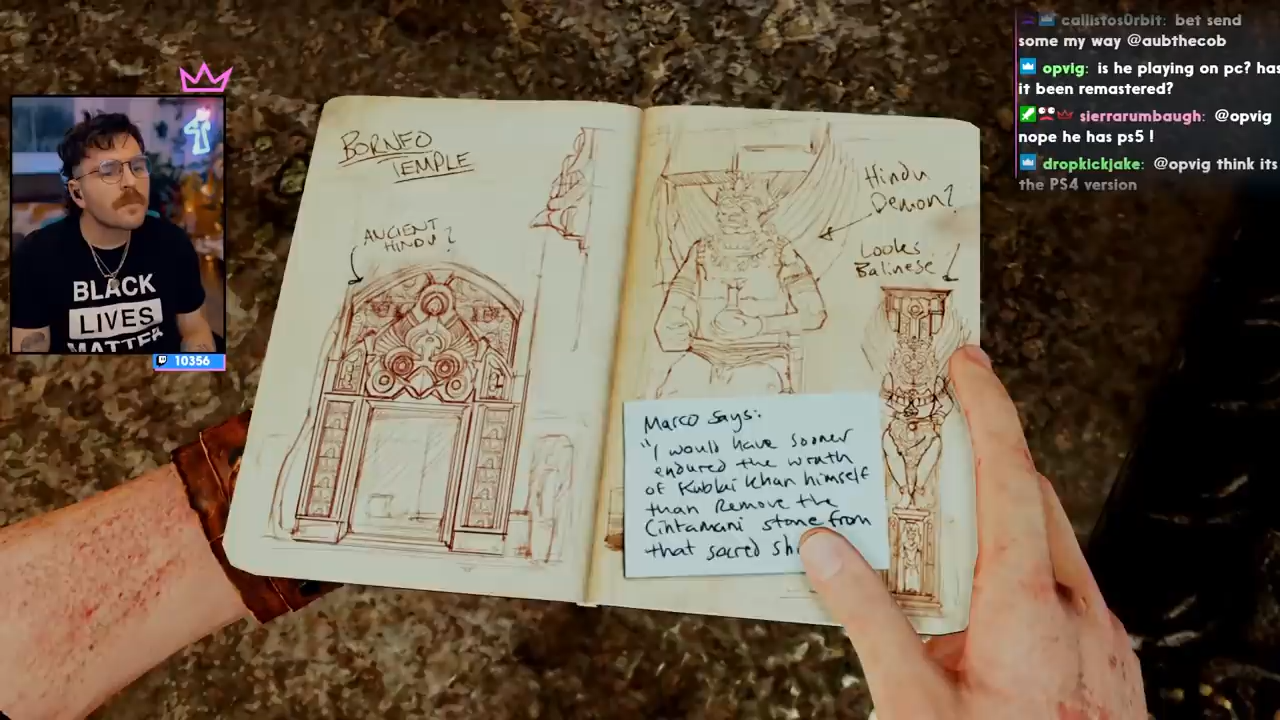 BORNEO
TEMPLE
ANCIENT
HINDU?
Hindu
Demon?
Looks
Balinese
Marco says:
"I would have sooner
endured the wrath
of Kublai Khan himself
than remove the
Cintamani stone from
that sacred sh
BLACK
LIVES
MATTER
10356
callistos0rbit: bet send
some my way @aubthecob
opvig: is he playing on pc? has
it been remastered?
sierrarumbaugh: @opvig
nope he has ps5 !
dropkickjake: @opvig think its
the PS4 version